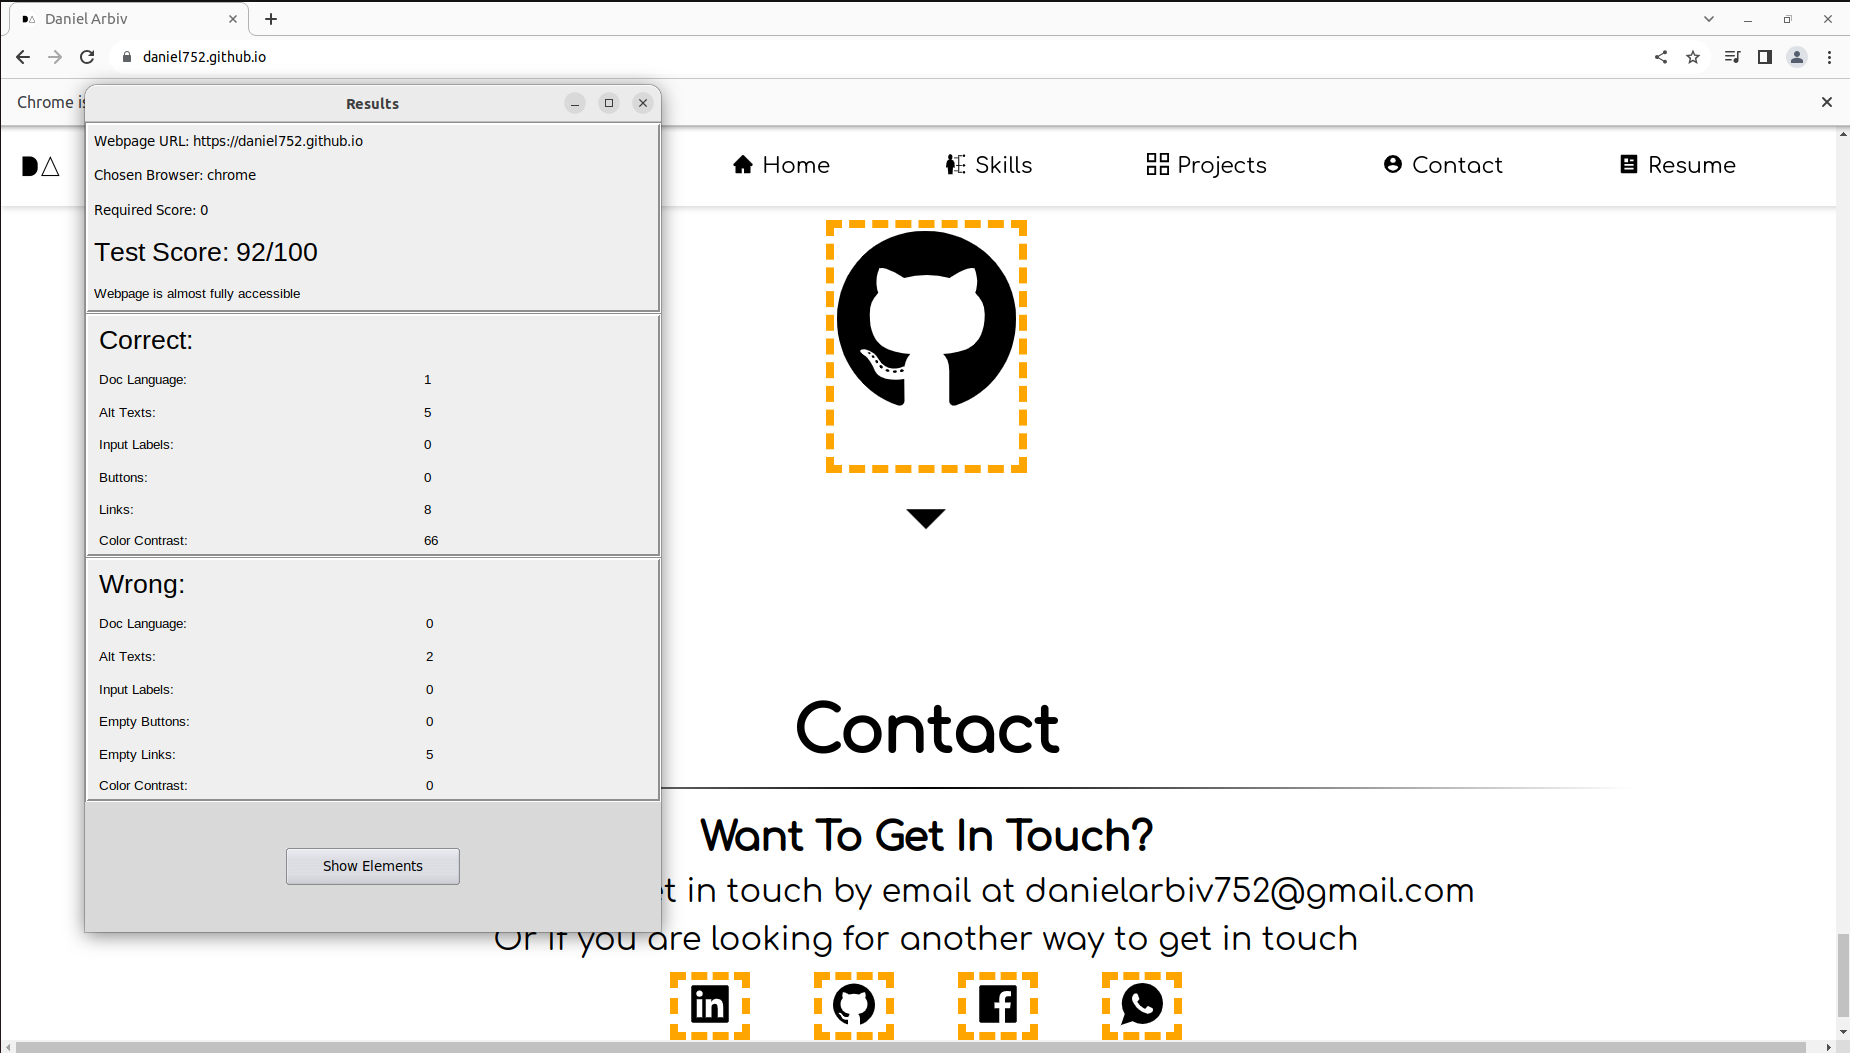 Daniel Arbiv
daniel752.github.io
Chrome is
Results
Webpage URL: https://daniel752.github.io
Chosen Browser: chrome
Required Score: 0
Test Score: 92/100
Webpage is almost fully accessible
Correct:
Doc Language: 1
Alt Texts: 5
Input Labels: 0
Buttons: 0
Links: 8
Color Contrast: 66
Wrong:
Doc Language: 0
Alt Texts: 2
Input Labels: 0
Empty Buttons: 0
Empty Links: 5
Color Contrast: 0
Show Elements
Home Skills Projects Contact Resume
Contact
Want To Get In Touch?
in touch by email at danielarbiv752@gmail.com
Or if you are looking for another way to get in touch
in